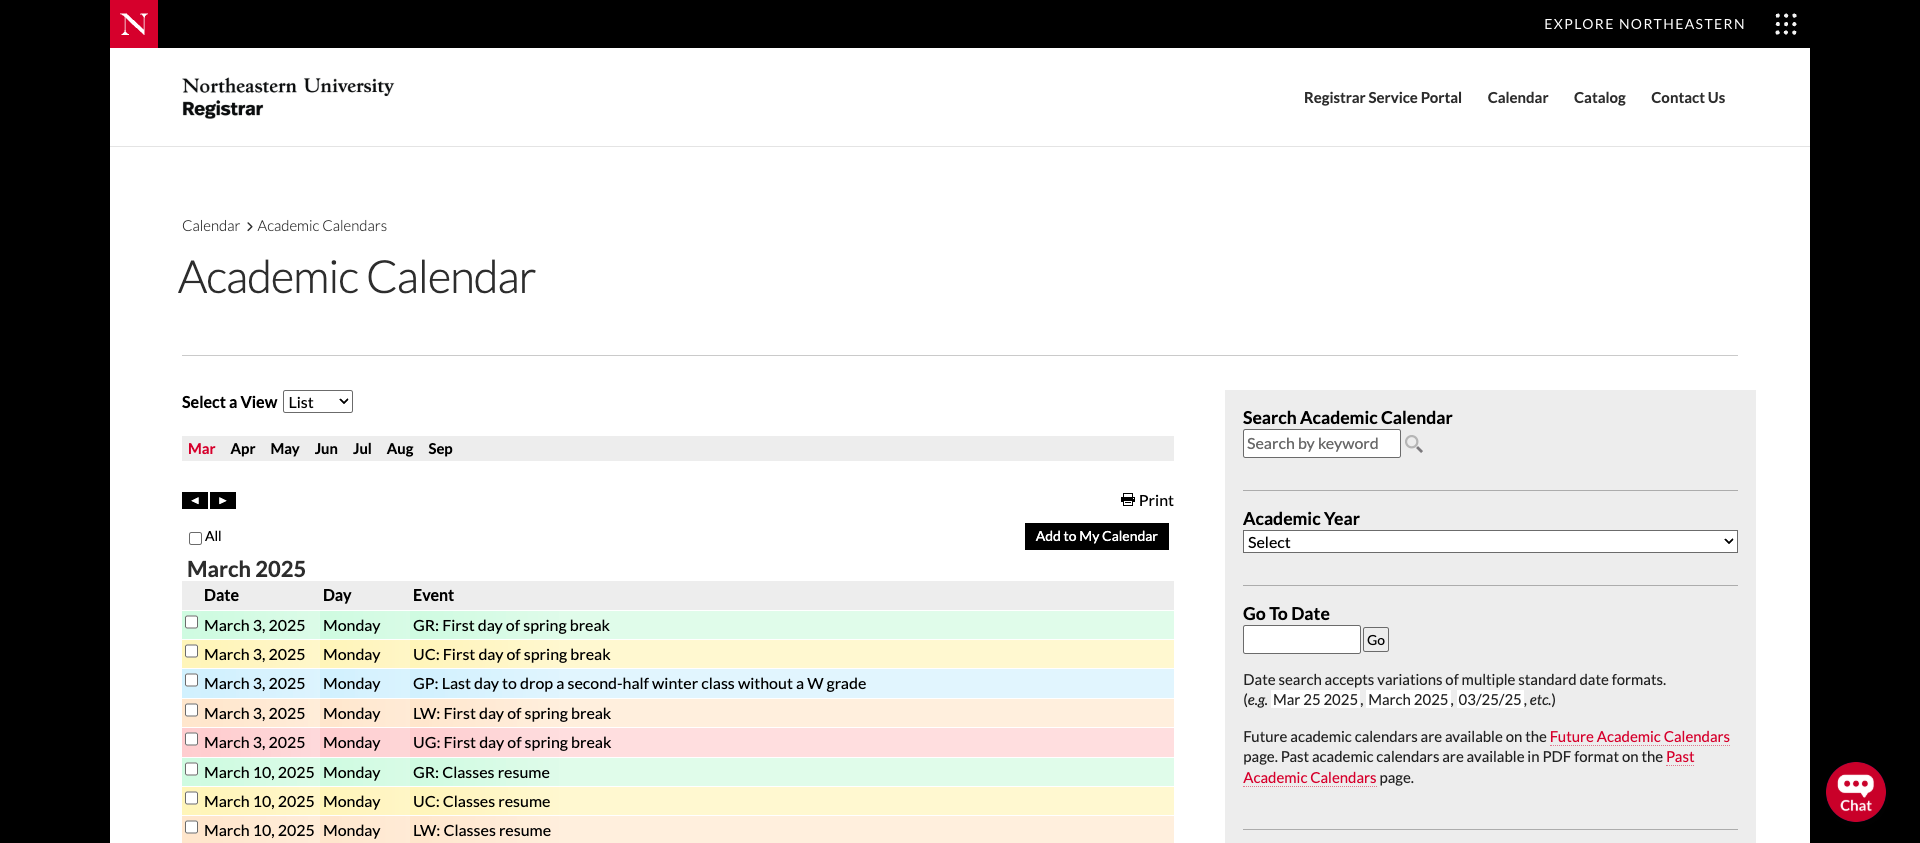 N
EXPLORE NORTHEASTERN
Northeastern University
Registrar
Registrar Service Portal Calendar Catalog Contact Us
Calendar > Academic Calendars
Academic Calendar
Select a View List
Mar Apr May Jun Jul Aug Sep
◄ ►
Print
All
Add to My Calendar
March 2025
Date Day Event
March 3, 2025 Monday GR: First day of spring break
March 3, 2025 Monday UC: First day of spring break
March 3, 2025 Monday GP: Last day to drop a second-half winter class without a W grade
March 3, 2025 Monday LW: First day of spring break
March 3, 2025 Monday UG: First day of spring break
March 10, 2025 Monday GR: Classes resume
March 10, 2025 Monday UC: Classes resume
March 10, 2025 Monday LW: Classes resume
Search Academic Calendar
Search by keyword
Academic Year
Select
Go To Date
Go
Date search accepts variations of multiple standard date formats.
(e.g. Mar 25 2025, March 2025, 03/25/25, etc.)
Future academic calendars are available on the Future Academic Calendars
page. Past academic calendars are available in PDF format on the Past
Academic Calendars page.
Chat